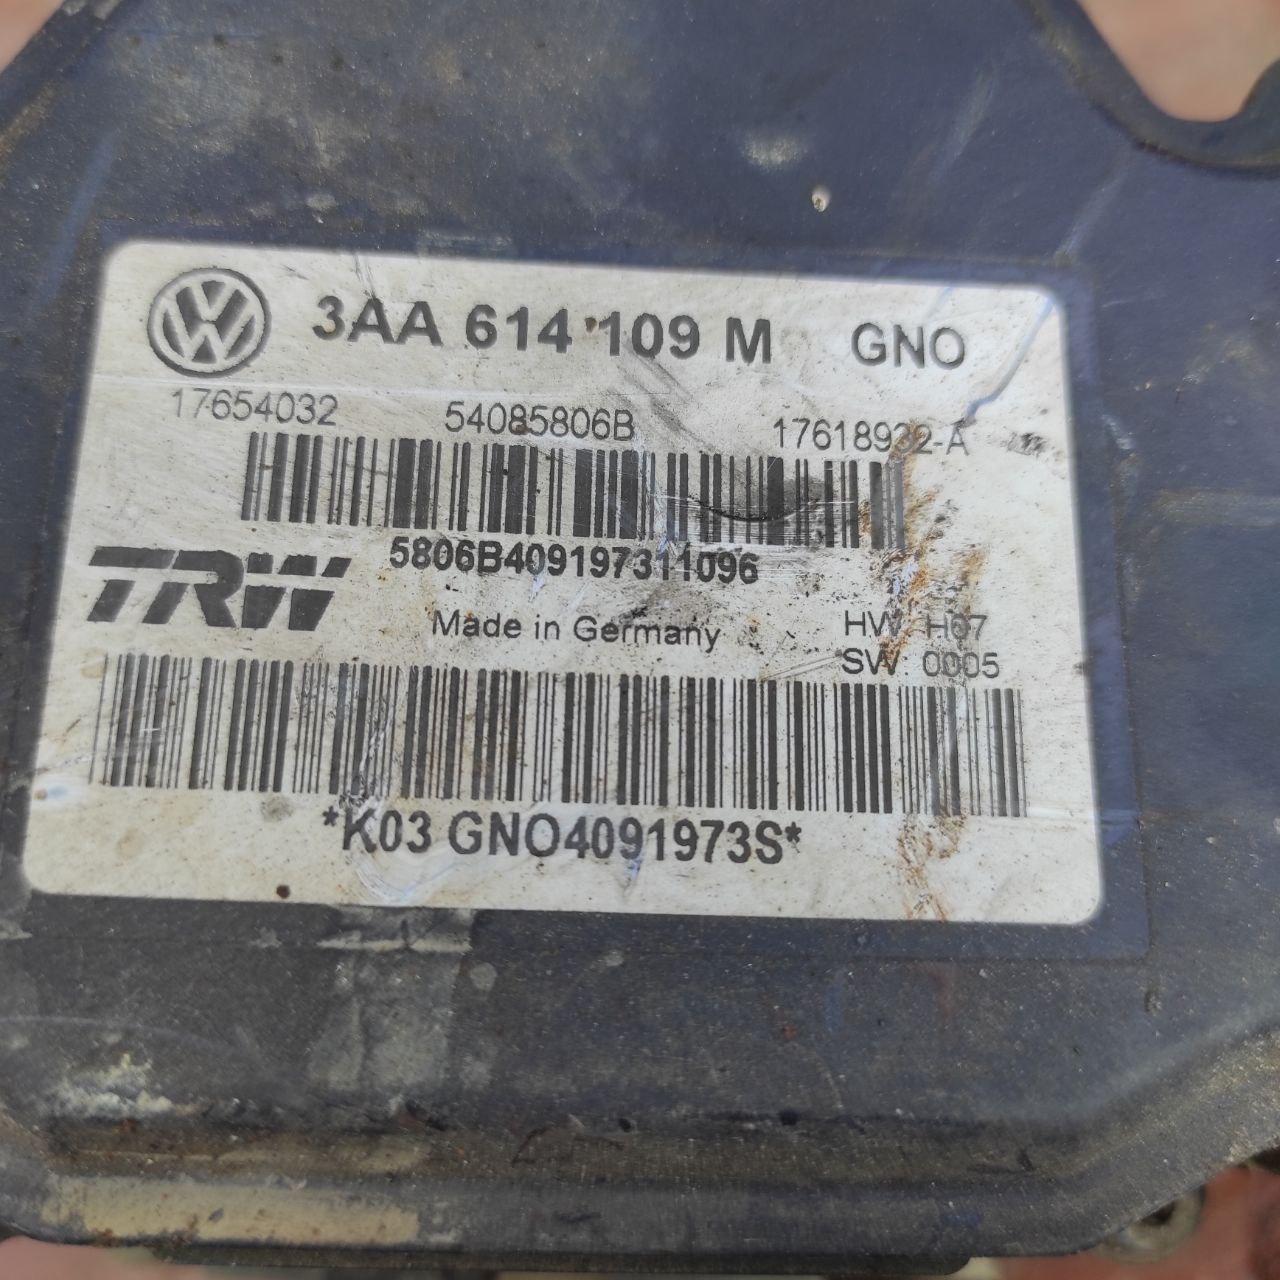 3AA 614 109 M GNO
17654032 54085806B 17618932-A
5806B409197311096
TRW
Made in Germany
HW H07
SW: 0005
*K03 GNO4091973S*